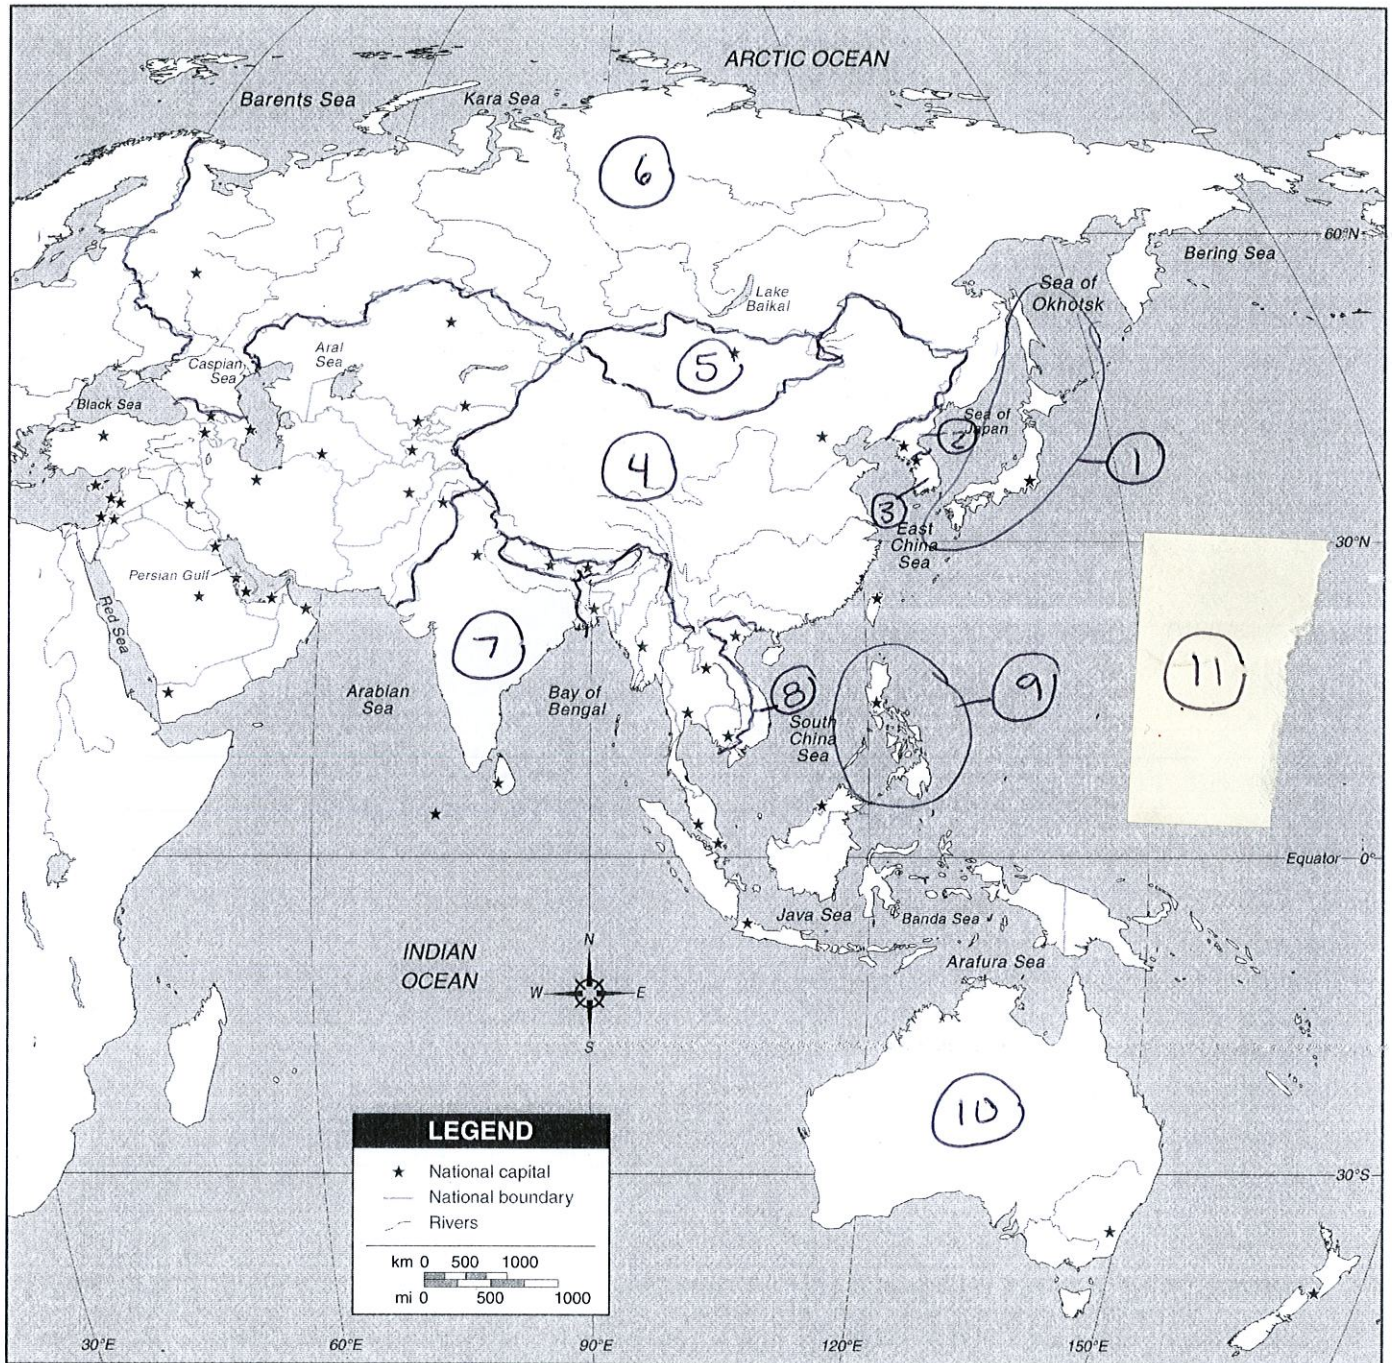 ARCTIC OCEAN
Barents Sea
Kara Sea
6
60°N
Bering Sea
Sea of
Okhotsk
Lake
Baikal
Aral
Sea
Caspian
Sea
5
Black Sea
Sea of
Japan
2
4
1
3
East
China
Sea
30°N
Persian Gulf
Red Sea
7
11
Arabian
Sea
Bay of
Bengal
8
9
South
China
Sea
Equator 0°
Java Sea
Banda Sea
INDIAN
OCEAN
Arafura Sea
N
W E
S
10
LEGEND
National capital
National boundary
Rivers
km 0 500 1000
mi 0 500 1000
30°S
30°E 60°E 90°E 120°E 150°E